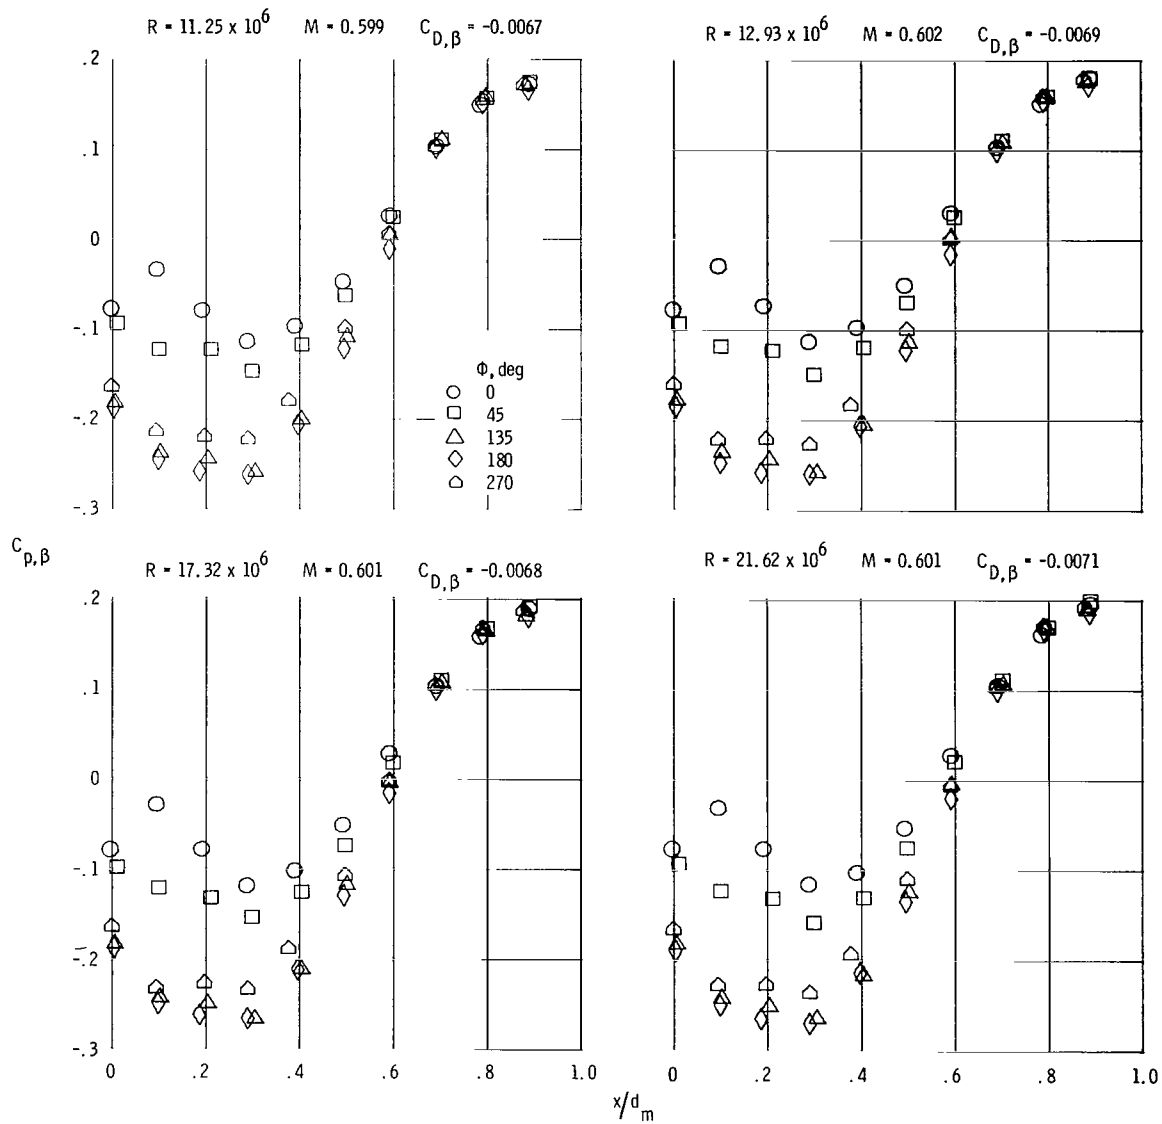 R = 11.25 x 10^6 M = 0.599 C_D,β = -0.0067
R = 12.93 x 10^6 M = 0.602 C_D,β = -0.0069
.2
.1
0
-.1
-.2
-.3
Φ, deg
0
45
135
180
270
C_p,β
R = 17.32 x 10^6 M = 0.601 C_D,β = -0.0068
R = 21.62 x 10^6 M = 0.601 C_D,β = -0.0071
.2
.1
0
-.1
-.2
-.3
0 .2 .4 .6 .8 1.0
0 .2 .4 .6 .8 1.0
x/d_m